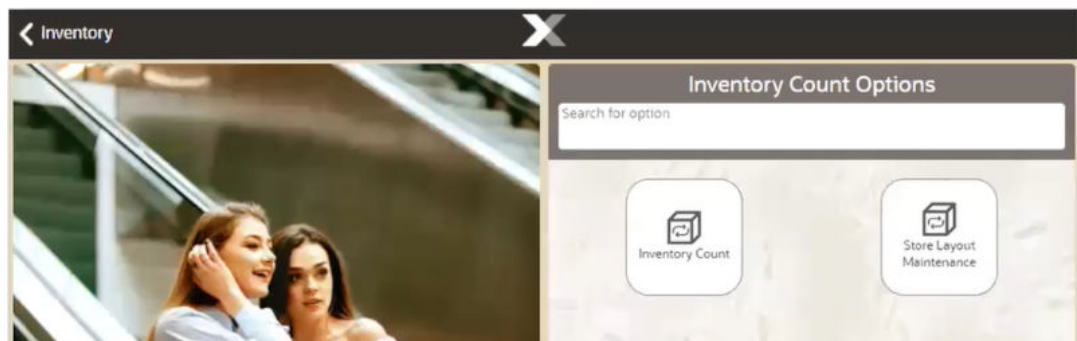 Inventory
Inventory Count Options
Search for option
Inventory Count
Store Layout
Maintenance